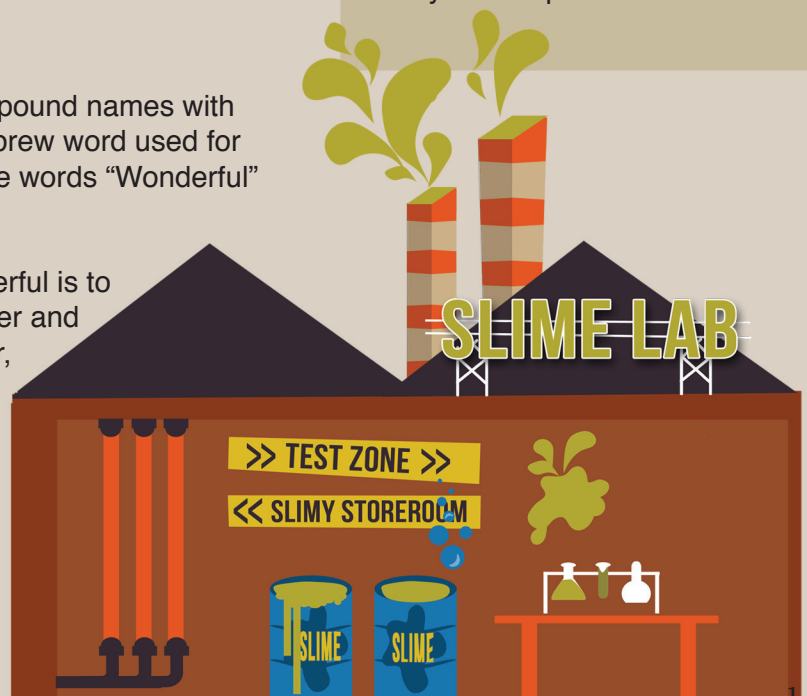 pound names with
brew word used for
e words “Wonderful”
erful is to
er and
r,
SLIME LAB
>> TEST ZONE >>
<< SLIMY STOREROOM
SLIME
SLIME